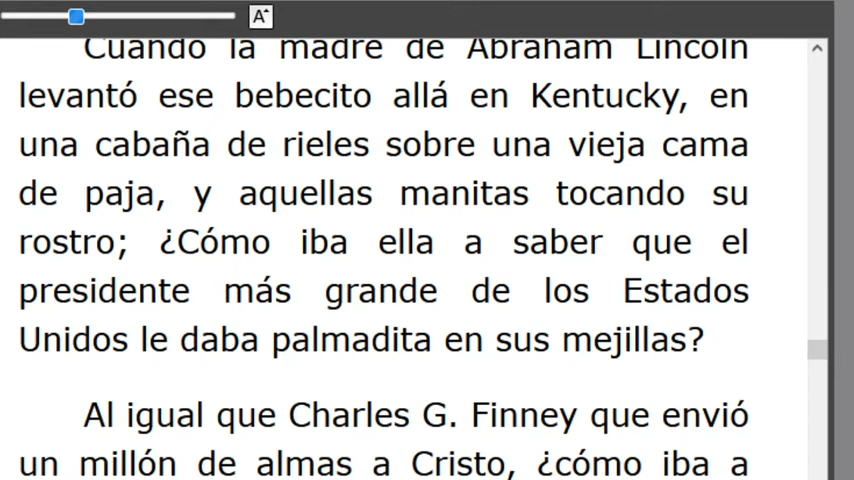 A
Cuando la madre de Abraham Lincoln
levantó ese bebecito allá en Kentucky, en
una cabaña de rieles sobre una vieja cama
de paja, y aquellas manitas tocando su
rostro; ¿Cómo iba ella a saber que el
presidente más grande de los Estados
Unidos le daba palmadita en sus mejillas?
Al igual que Charles G. Finney que envió
un millón de almas a Cristo, ¿cómo iba a